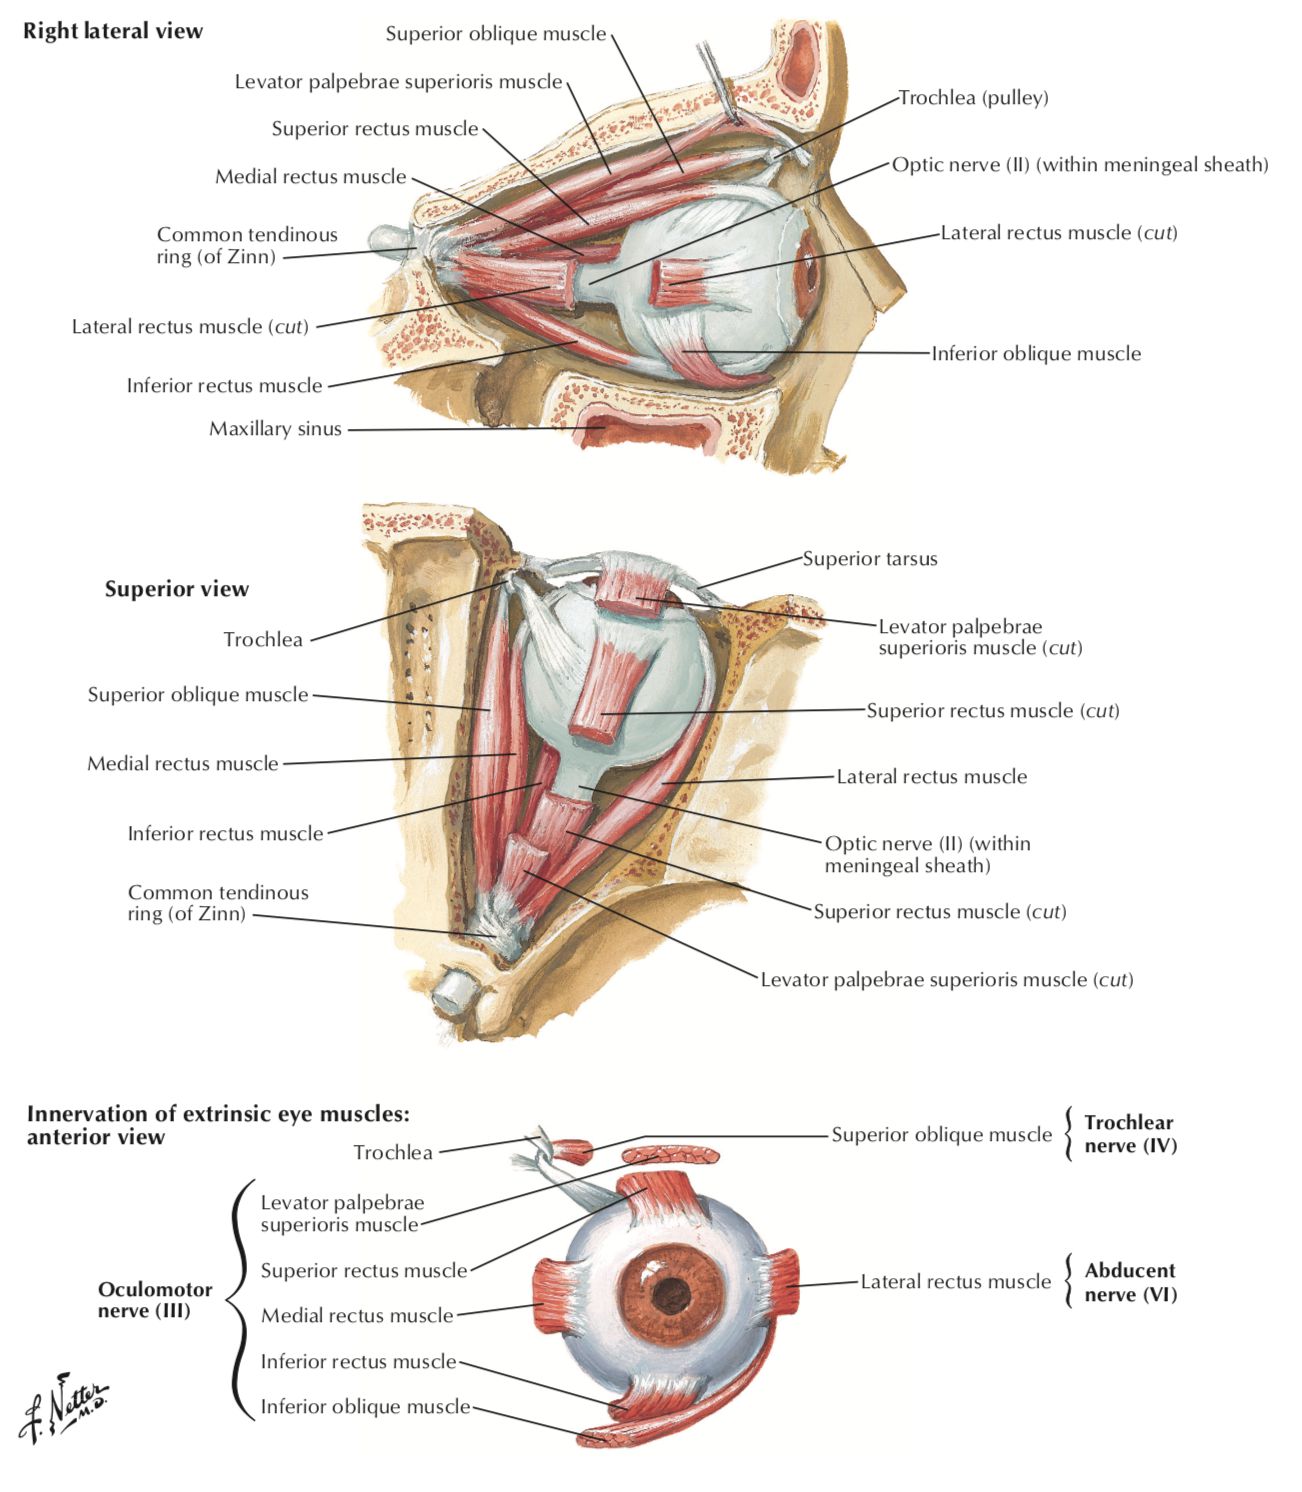 Right lateral view
Superior oblique muscle
Levator palpebrae superioris muscle
Superior rectus muscle
Medial rectus muscle
Common tendinous
ring (of Zinn)
Lateral rectus muscle (cut)
Inferior rectus muscle
Maxillary sinus
Trochlea (pulley)
Optic nerve (II) (within meningeal sheath)
Lateral rectus muscle (cut)
Inferior oblique muscle
Superior view
Trochlea
Superior oblique muscle
Medial rectus muscle
Inferior rectus muscle
Common tendinous
ring (of Zinn)
Superior tarsus
Levator palpebrae
superioris muscle (cut)
Superior rectus muscle (cut)
Lateral rectus muscle
Optic nerve (II) (within
meningeal sheath)
Superior rectus muscle (cut)
Levator palpebrae superioris muscle (cut)
Innervation of extrinsic eye muscles:
anterior view
Trochlea
Levator palpebrae
superioris muscle
Superior rectus muscle
Medial rectus muscle
Inferior rectus muscle
Inferior oblique muscle
Oculomotor
nerve (III)
Superior oblique muscle
Trochlear
nerve (IV)
Lateral rectus muscle
Abducent
nerve (VI)
F. Netter
M.D.